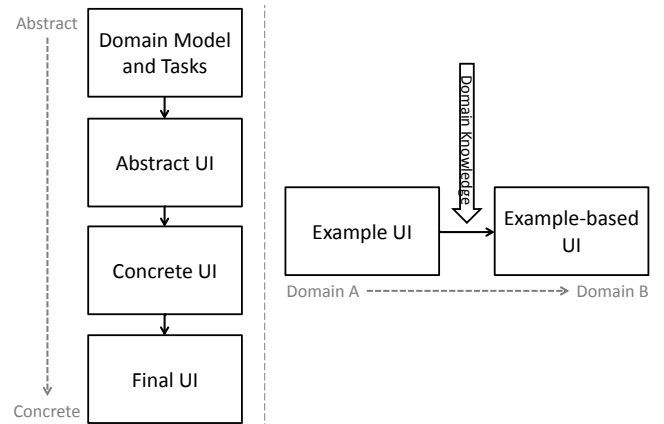 Abstract
Domain Model
and Tasks
Abstract UI
Concrete UI
Final UI
Concrete
Domain Knowledge
Example UI
Example-based
UI
Domain A
Domain B